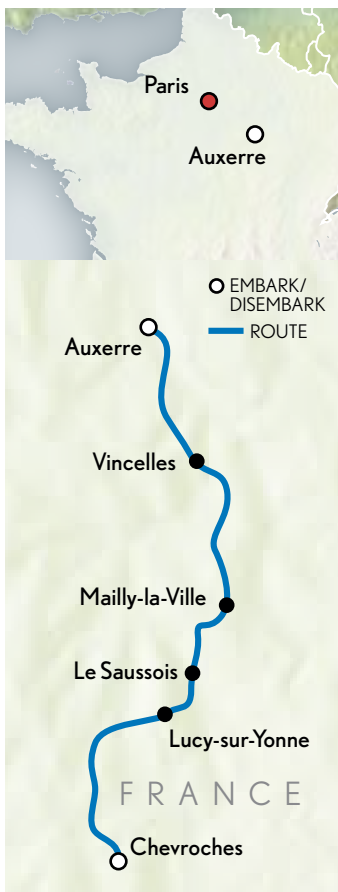 Paris
Auxerre
EMBARK/
DISEMBARK
ROUTE
Auxerre
Vincelles
Mailly-la-Ville
Le Saussois
Lucy-sur-Yonne
FRANCE
Chevroches